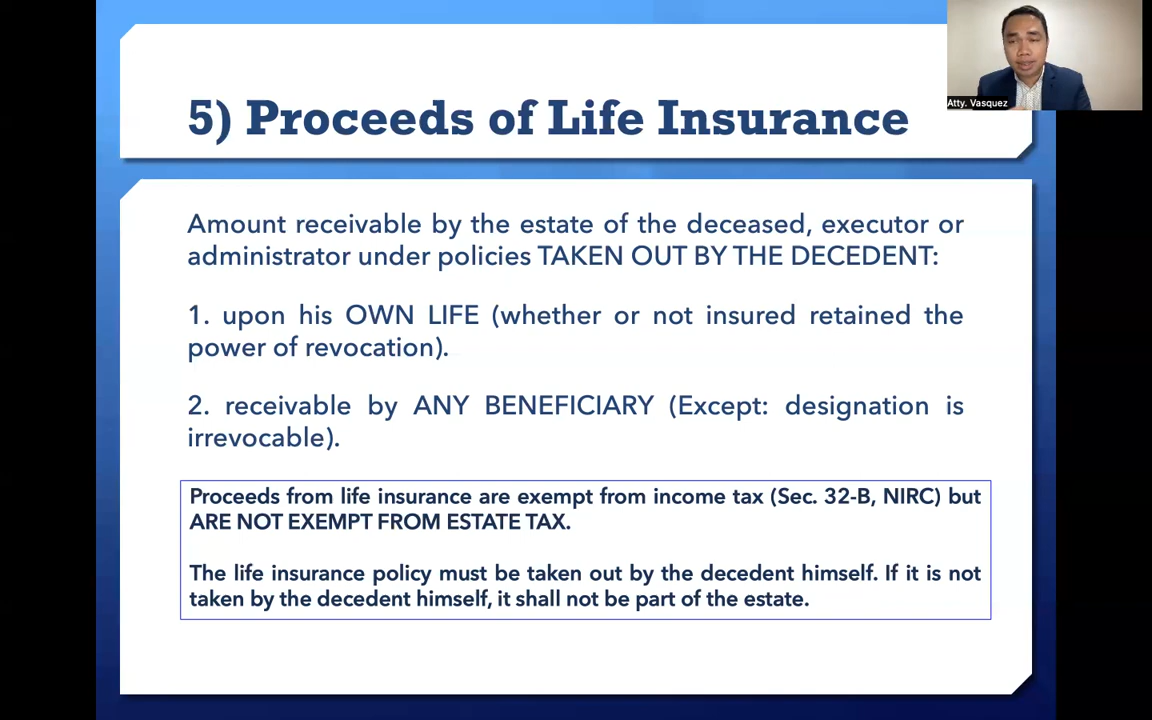 Atty. Vasquez
5) Proceeds of Life Insurance
Amount receivable by the estate of the deceased, executor or
administrator under policies TAKEN OUT BY THE DECEDENT:
1. upon his OWN LIFE (whether or not insured retained the
power of revocation).
2. receivable by ANY BENEFICIARY (Except: designation is
irrevocable).
Proceeds from life insurance are exempt from income tax (Sec. 32-B, NIRC) but
ARE NOT EXEMPT FROM ESTATE TAX.
The life insurance policy must be taken out by the decedent himself. If it is not
taken by the decedent himself, it shall not be part of the estate.